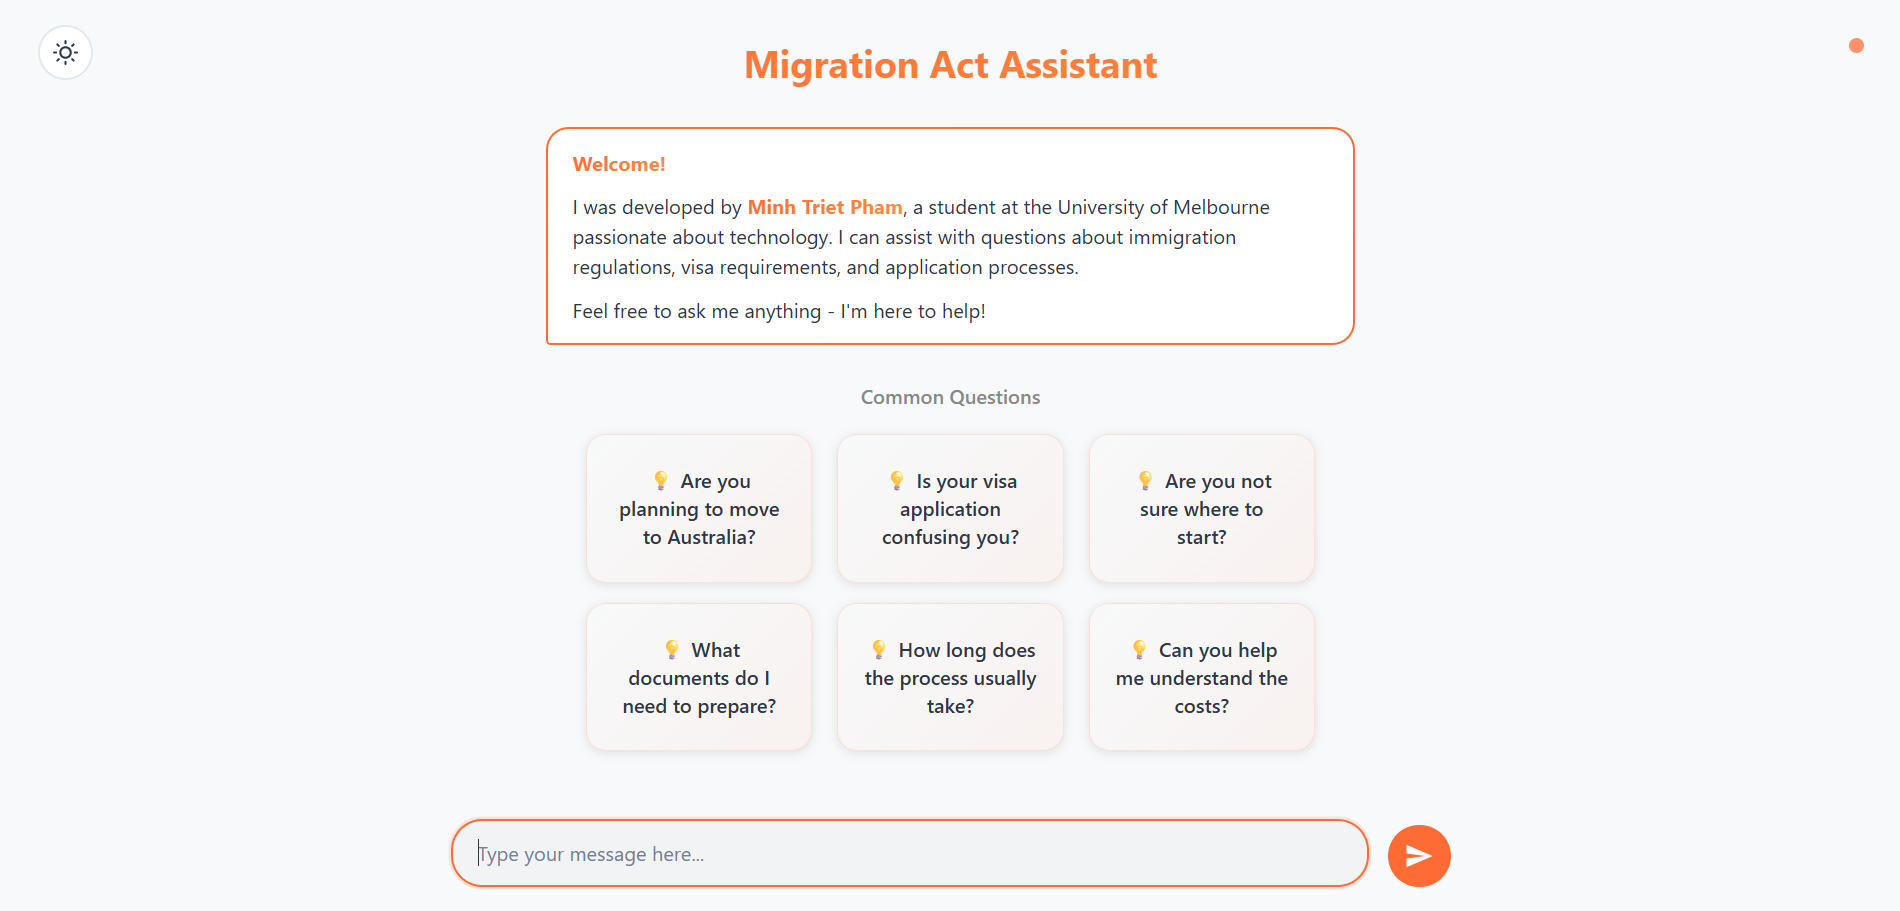 Migration Act Assistant
Welcome!
I was developed by Minh Triet Pham, a student at the University of Melbourne
passionate about technology. I can assist with questions about immigration
regulations, visa requirements, and application processes.
Feel free to ask me anything - I'm here to help!
Common Questions
💡 Are you
planning to move
to Australia?
💡 Is your visa
application
confusing you?
💡 Are you not
sure where to
start?
💡 What
documents do I
need to prepare?
💡 How long does
the process usually
take?
💡 Can you help
me understand the
costs?
Type your message here...